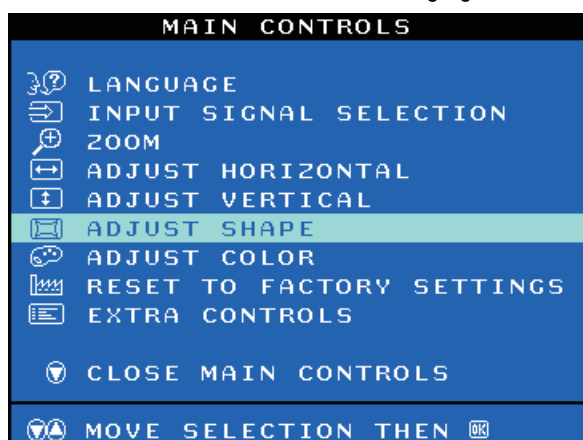 MAIN CONTROLS
LANGUAGE
INPUT SIGNAL SELECTION
ZOOM
ADJUST HORIZONTAL
ADJUST VERTICAL
ADJUST SHAPE
ADJUST COLOR
RESET TO FACTORY SETTINGS
EXTRA CONTROLS
CLOSE MAIN CONTROLS
MOVE SELECTION THEN OK